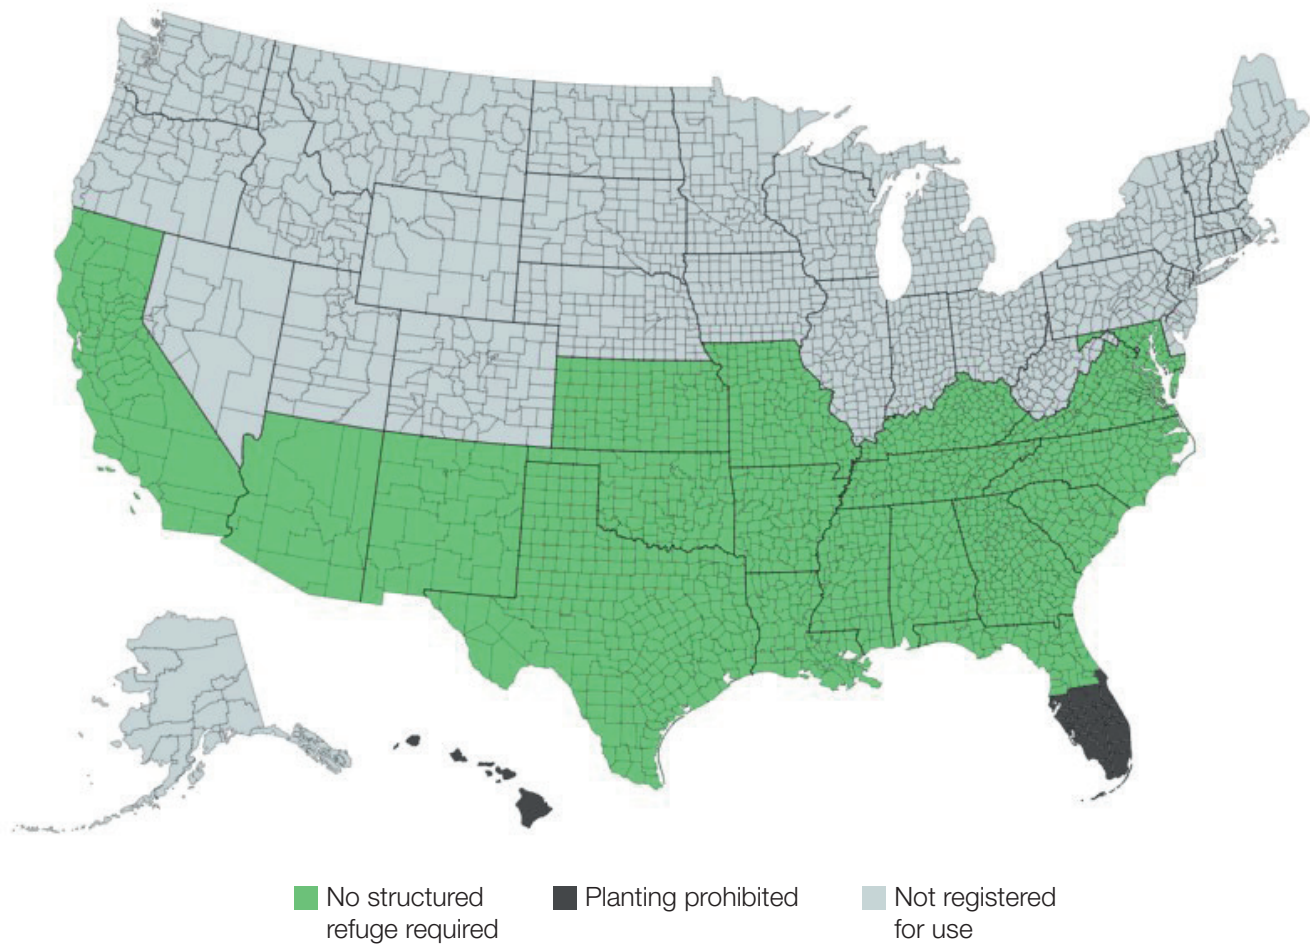 No structured
refuge required
Planting prohibited
Not registered
for use